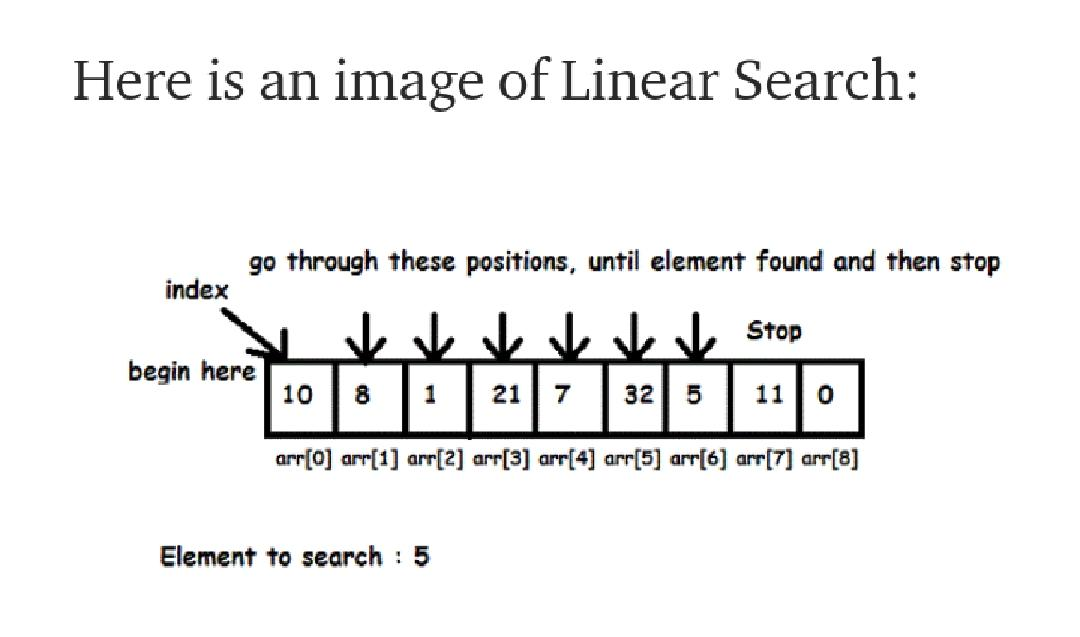 Here is an image of Linear Search:
go through these positions, until element found and then stop
index
Stop
begin here
10 8 1 21 7 32 5 11 0
arr[0] arr[1] arr[2] arr[3] arr[4] arr[5] arr[6] arr[7] arr[8]
Element to search : 5